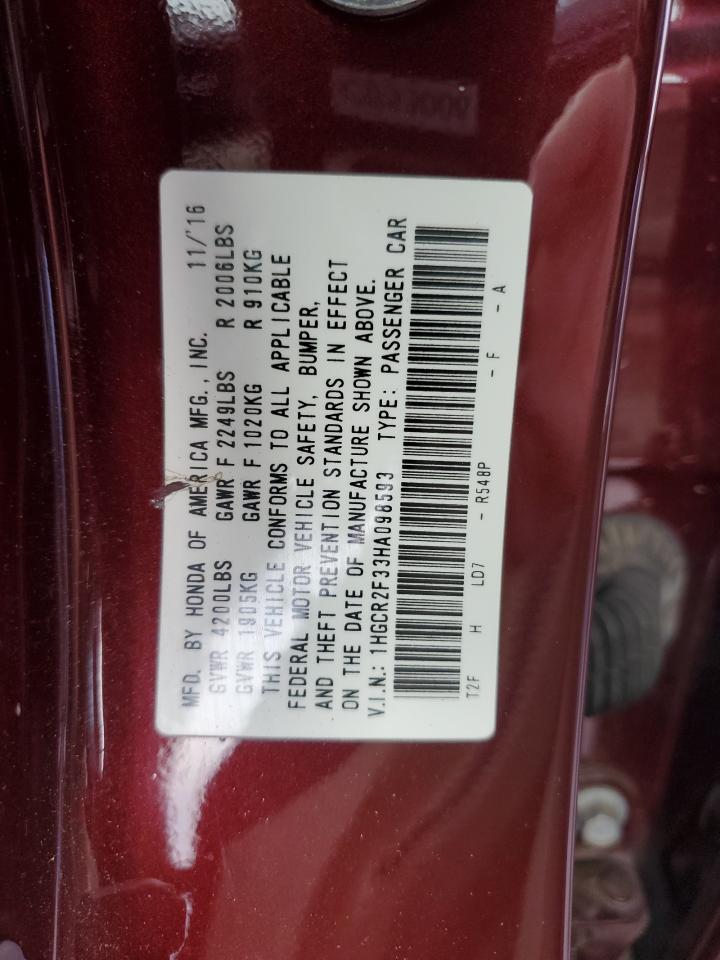 MFD. BY HONDA OF AMERICA MFG., INC. 11/'16
GVWR 4200LBS GAWR F 2249LBS R 2006LBS
GVWR 1905KG GAWR F 1020KG R 910KG
THIS VEHICLE CONFORMS TO ALL APPLICABLE
FEDERAL MOTOR VEHICLE SAFETY, BUMPER,
AND THEFT PREVENTION STANDARDS IN EFFECT
ON THE DATE OF MANUFACTURE SHOWN ABOVE.
V.I.N.: 1HGCR2F33HA098593 TYPE: PASSENGER CAR
T2F H LD7 - R548P - F - A